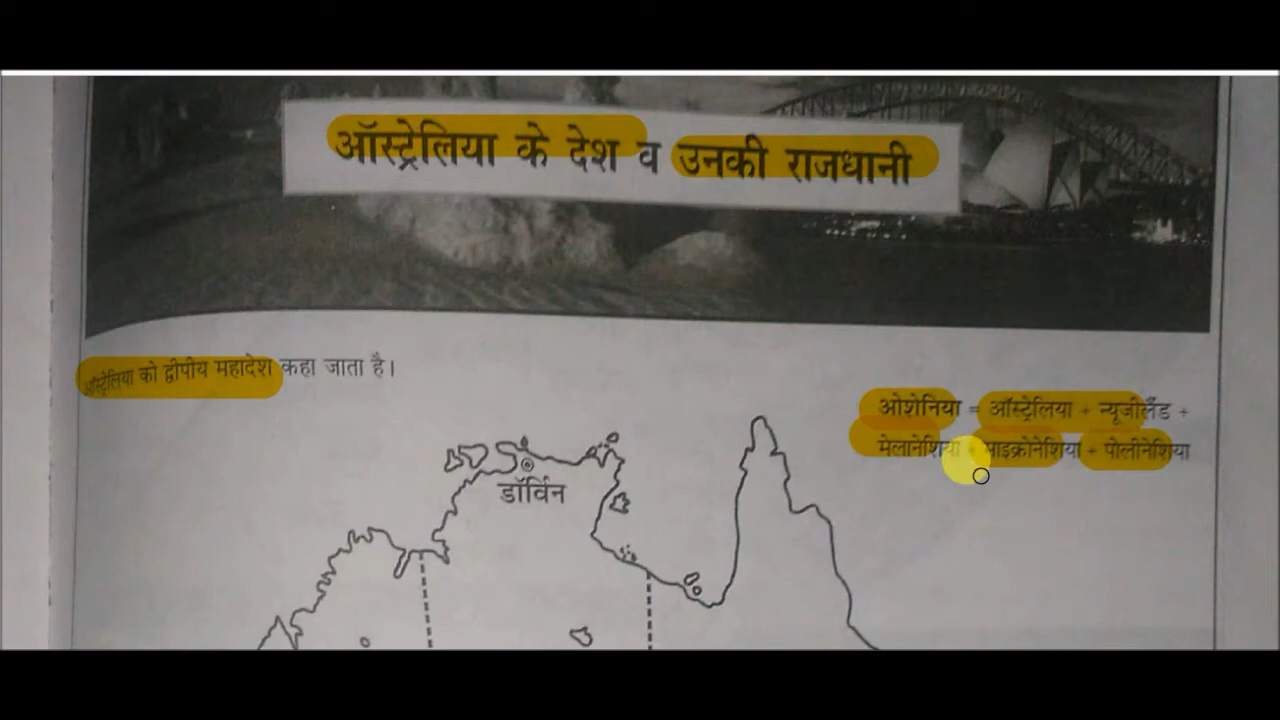 ऑस्ट्रेलिया के देश व उनकी राजधानी
ऑस्ट्रेलिया को द्वीपीय महादेश कहा जाता है।
ओशेनिया = ऑस्ट्रेलिया + न्यूजीलैंड +
मेलानेशिया + माइक्रोनेशिया + पोलीनेशिया
डॉर्विन